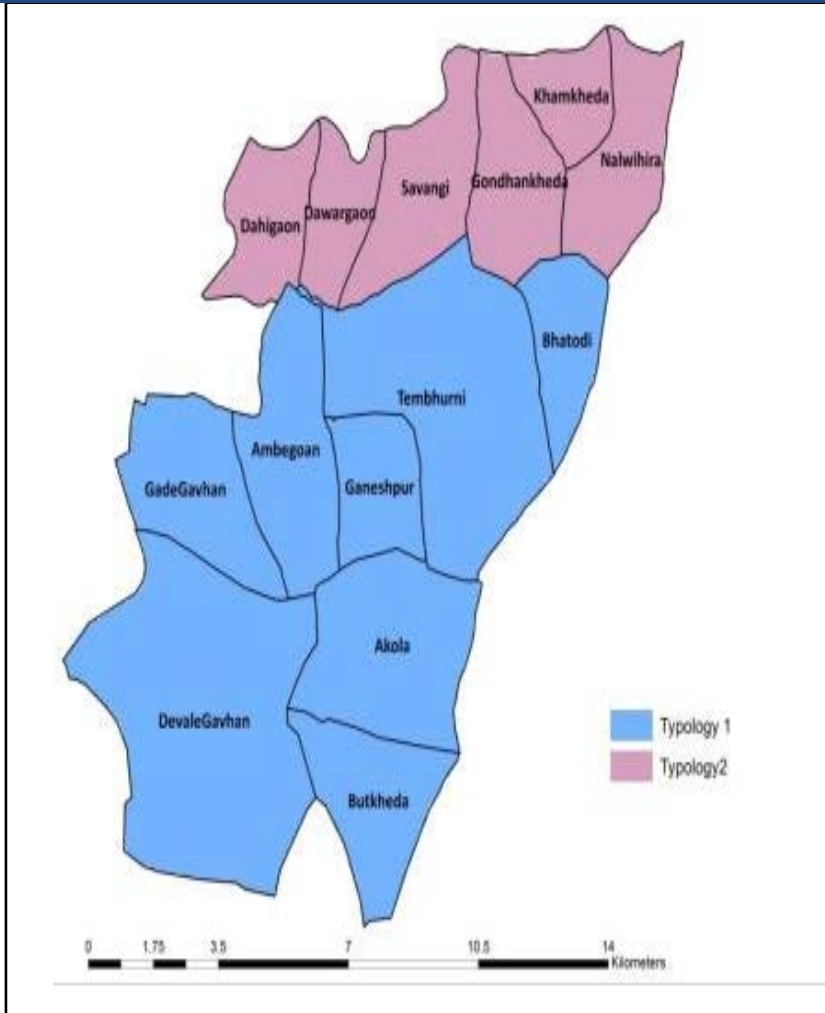 Khamkheda
Nalwihira
Gondhankheda
Savangi
Dawargaon
Dahigaon
Bhatodi
Tembhurni
Ambegoan
Ganeshpur
GadeGavhan
Akola
DevaleGavhan
Butkheda
Typology 1
Typology2
0 1.75 3.5 7 10.5 14
Kilometers